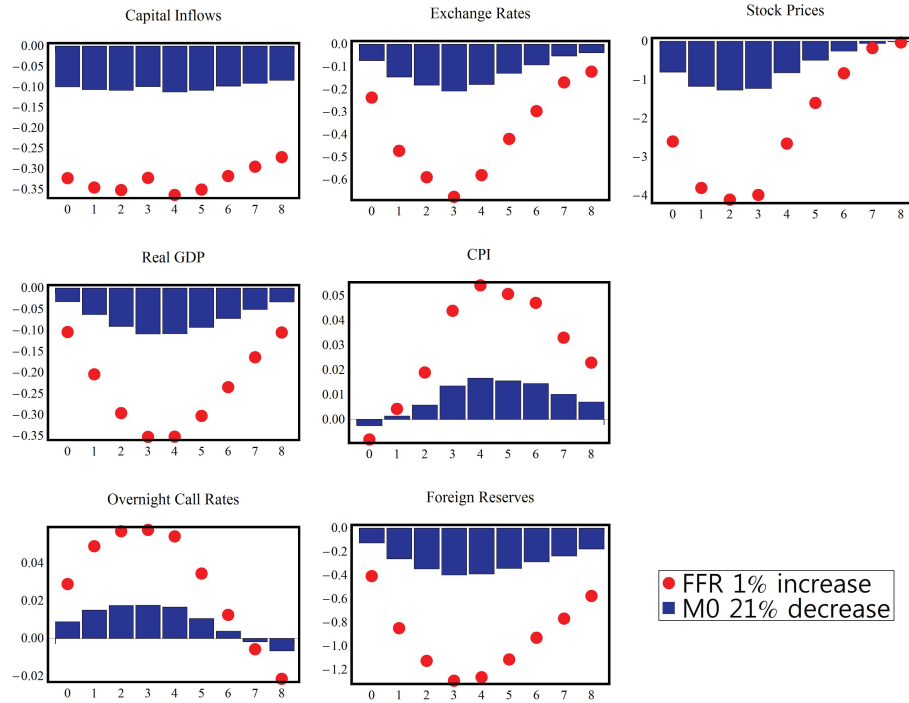 Capital Inflows
0.00
−0.05
−0.10
−0.15
−0.20
−0.25
−0.30
−0.35
0 1 2 3 4 5 6 7 8
Exchange Rates
0.0
−0.1
−0.2
−0.3
−0.4
−0.5
−0.6
0 1 2 3 4 5 6 7 8
Stock Prices
0
−1
−2
−3
−4
0 1 2 3 4 5 6 7 8
Real GDP
0.00
−0.05
−0.10
−0.15
−0.20
−0.25
−0.30
−0.35
0 1 2 3 4 5 6 7 8
CPI
0.05
0.04
0.03
0.02
0.01
0.00
0 1 2 3 4 5 6 7 8
Overnight Call Rates
0.04
0.02
0.00
−0.02
0 1 2 3 4 5 6 7 8
Foreign Reserves
0.0
−0.2
−0.4
−0.6
−0.8
−1.0
−1.2
0 1 2 3 4 5 6 7 8
FFR 1% increase
M0 21% decrease